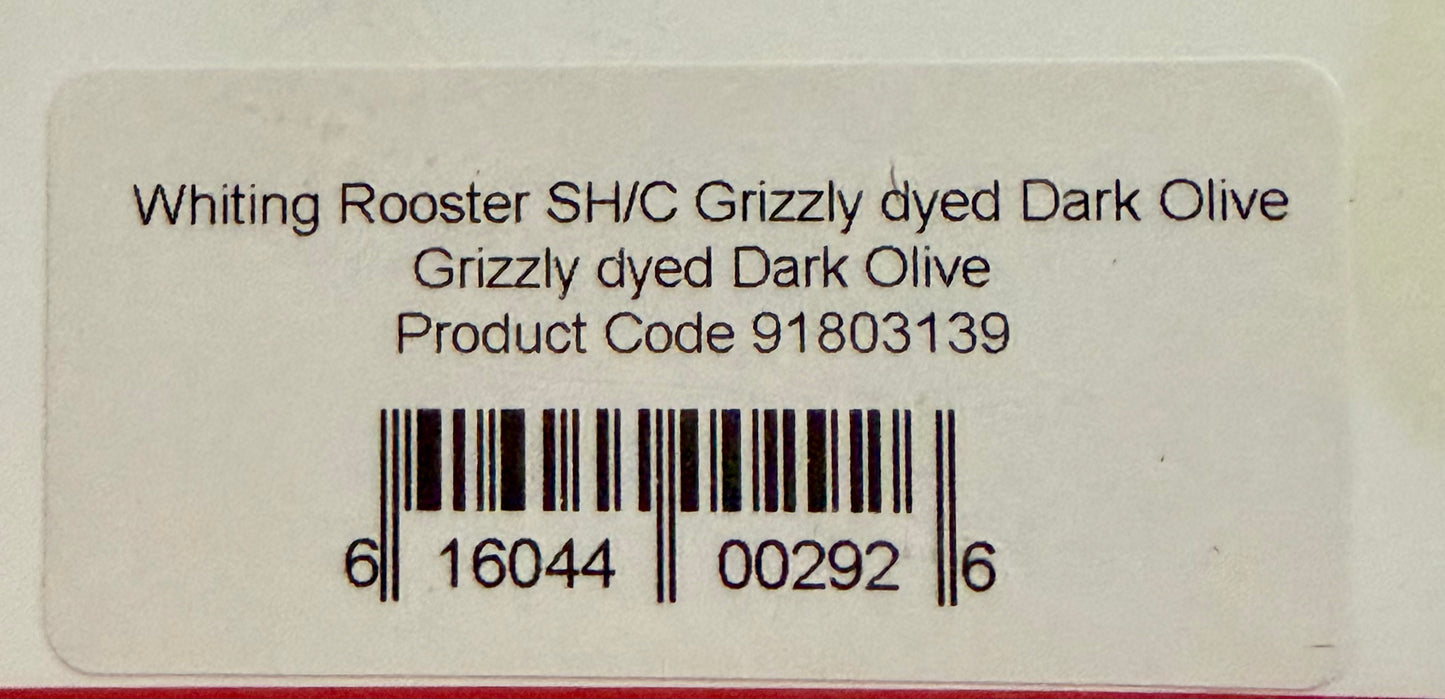 Whiting Rooster SH/C Grizzly dyed Dark Olive
Grizzly dyed Dark Olive
Product Code 91803139
6 16044 00292 6